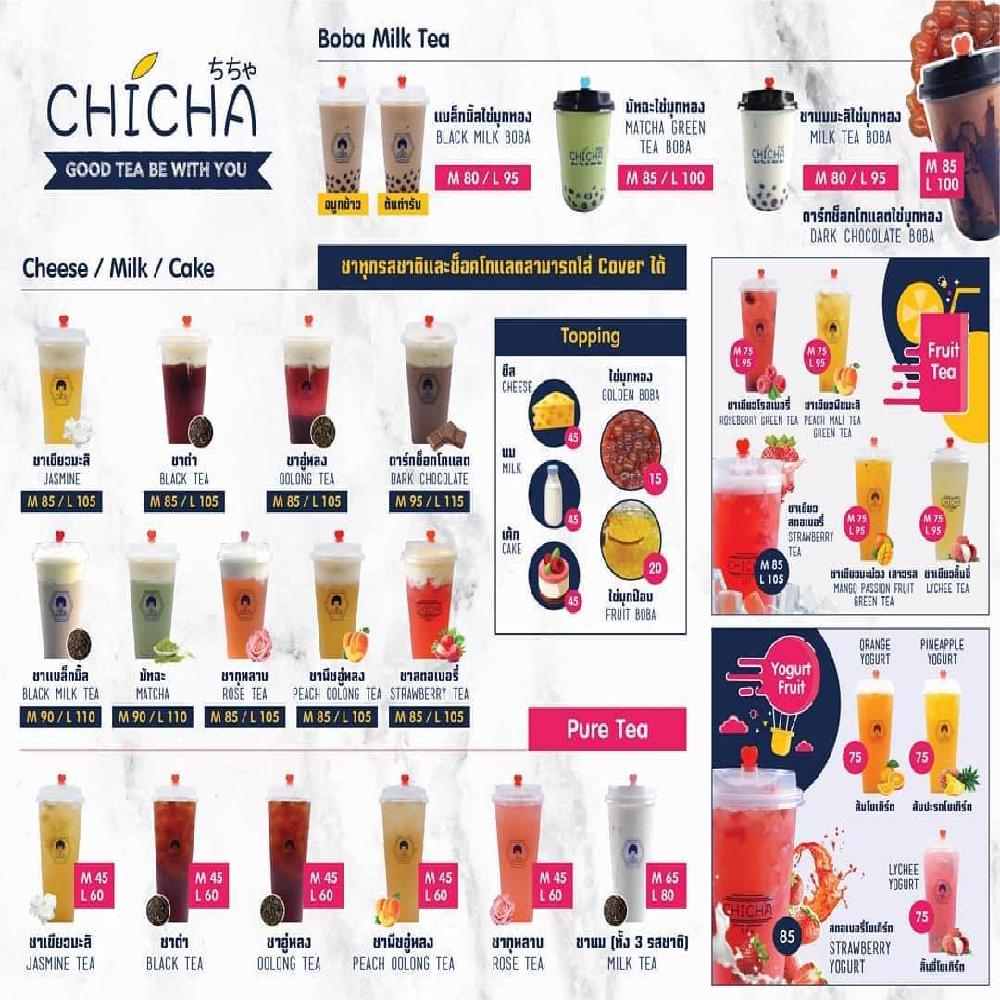 ちちゃ
CHICHA
GOOD TEA BE WITH YOU
Boba Milk Tea
แบล็กมิ้ลไข่มุกทอง
BLACK MILK BOBA
M 80 / L 95
จมูกข้าว
ต้นตำรับ
มัทฉะไข่มุกทอง
MATCHA GREEN
TEA BOBA
M 85 / L 100
ชานมมะลิไข่มุกทอง
MILK TEA BOBA
M 80 / L 95
M 85
L 100
ดาร์กช็อกโกแลตไข่มุกทอง
DARK CHOCOLATE BOBA
Cheese / Milk / Cake
ชาทุกรสชาติและช็อคโกแลตสามารถใส่ Cover ได้
ชาเขียวมะลิ
JASMINE
M 85 / L 105
ชาดำ
BLACK TEA
M 85 / L 105
ชาอู่หลง
OOLONG TEA
M 85 / L 105
ดาร์กช็อกโกแลต
DARK CHOCLATE
M 95 / L 115
ชาแบล็กมิ้ล
BLACK MILK TEA
M 90 / L 110
มัทฉะ
MATCHA
M 90 / L 110
ชากุหลาบ
ROSE TEA
M 85 / L 105
ชาพีชอู่หลง
PEACH OOLONG TEA
M 85 / L 105
ชาสตอเบอรี่
STRAWBERRY TEA
M 85 / L 105
Topping
ชีส
CHEESE
45
นม
MILK
45
เค้ก
CAKE
45
ไข่มุกทอง
GOLDEN BOBA
15
20
ไข่มุกป๊อบ
FRUIT BOBA
Fruit
Tea
M 75
L 95
ชาเขียวโรสเบอรี่
ROSEBERRY GREEN TEA
M 75
L 95
ชาเขียวพีชมะลิ
PEACH MALI TEA
GREEN TEA
ชาเขียว
สตอเบอรี่
STRAWBERRY
TEA
M 85
L 105
M 75
L 95
ชาเขียวมะม่วง เสาวรส
MANGO PASSION FRUIT
GREEN TEA
M 75
L 95
ชาเขียวลิ้นจี่
LYCHEE TEA
Yogurt
Fruit
ORANGE
YOGURT
75
ส้มโยเกิร์ต
PINEAPPLE
YOGURT
75
สับปะรดโยเกิร์ต
CHICHA
85
สตอเบอรี่โยเกิร์ต
STRAWBERRY
YOGURT
LYCHEE
YOGURT
75
ลิ้นจี่โยเกิร์ต
Pure Tea
M 45
L 60
ชาเขียวมะลิ
JASMINE TEA
M 45
L 60
ชาดำ
BLACK TEA
M 45
L 60
ชาอู่หลง
OOLONG TEA
M 45
L 60
ชาพีชอู่หลง
PEACH OOLONG TEA
M 45
L 60
ชากุหลาบ
ROSE TEA
M 65
L 80
ชานม (ทั้ง 3 รสชาติ)
MILK TEA